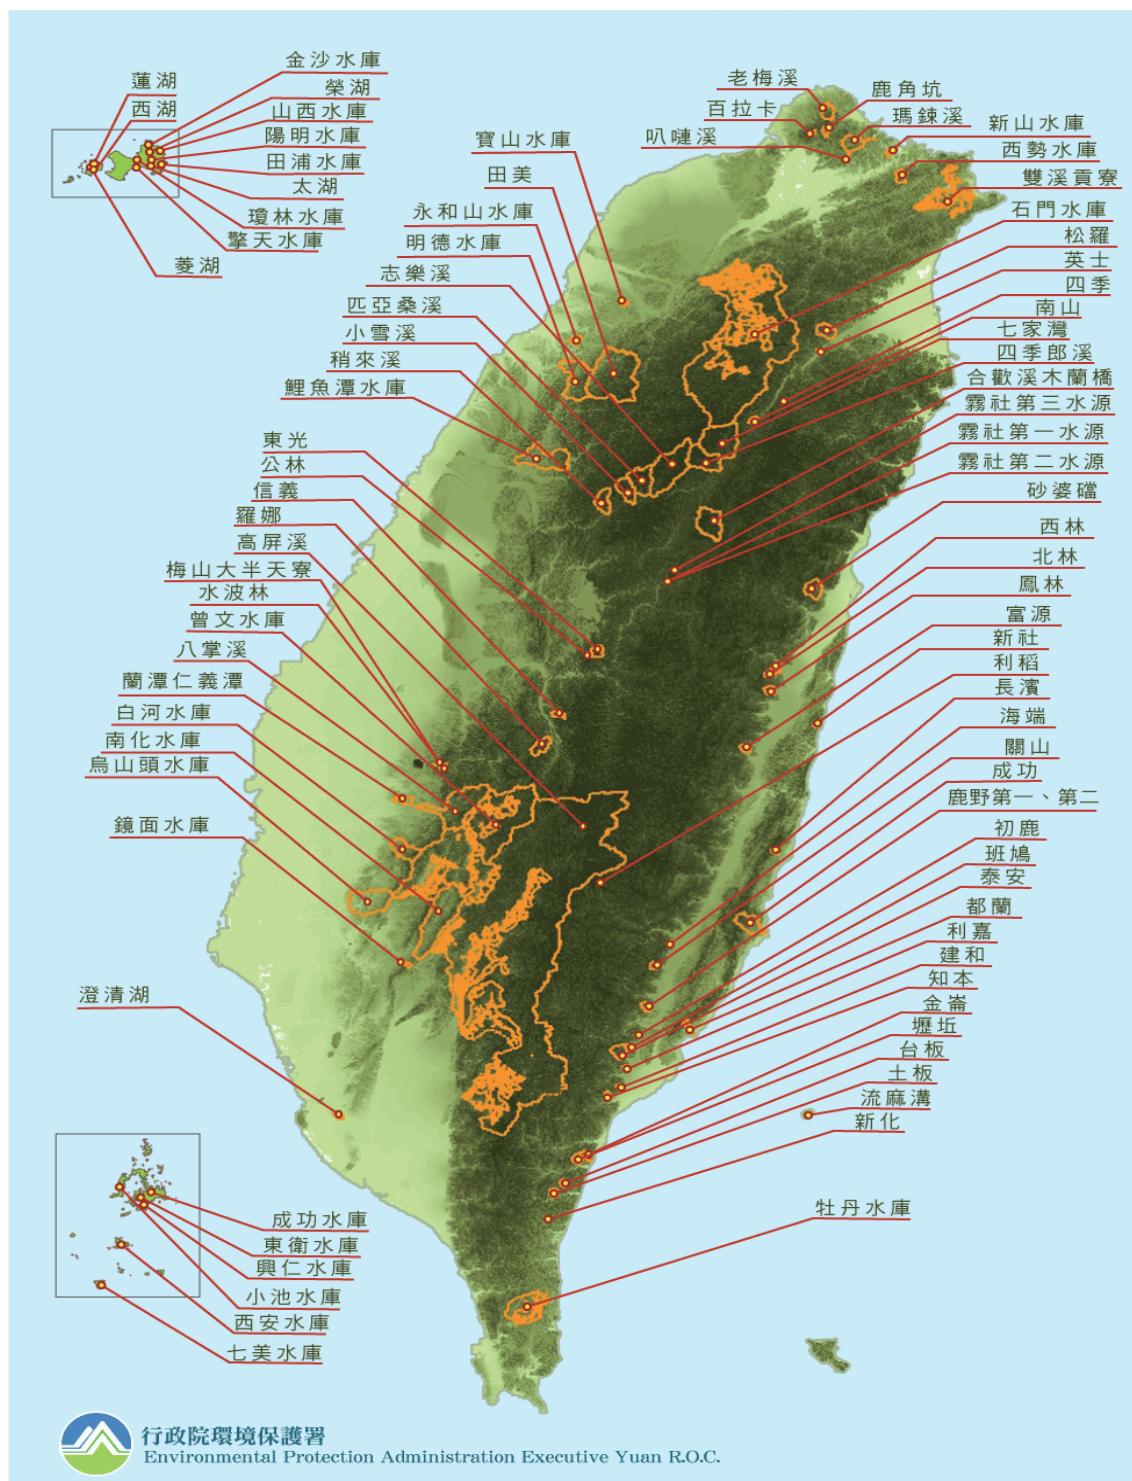 金沙水庫
榮湖
山西水庫
陽明水庫
田浦水庫
太湖
瓊林水庫
擎天水庫
菱湖
蓮湖
西湖
老梅溪
百拉卡
叭嗹溪
鹿角坑
瑪鋉溪
新山水庫
西勢水庫
雙溪貢寮
石門水庫
松羅
英士
四季
南山
七家灣
四季郎溪
合歡溪木蘭橋
霧社第三水源
霧社第一水源
霧社第二水源
砂婆礑
西林
北林
鳳林
富源
新社
利稻
長濱
海端
關山
成功
鹿野第一、第二
初鹿
班鳩
泰安
都蘭
利嘉
建和
知本
金崙
壢坵
台板
土板
流麻溝
新化
牡丹水庫
寶山水庫
田美
永和山水庫
明德水庫
志樂溪
匹亞桑溪
小雪溪
稍來溪
鯉魚潭水庫
東光
公林
信義
羅娜
高屏溪
梅山大半天寮
水波林
曾文水庫
八掌溪
蘭潭仁義潭
白河水庫
南化水庫
烏山頭水庫
鏡面水庫
澄清湖
成功水庫
東衛水庫
興仁水庫
小池水庫
西安水庫
七美水庫
行政院環境保護署
Environmental Protection Administration Executive Yuan R.O.C.